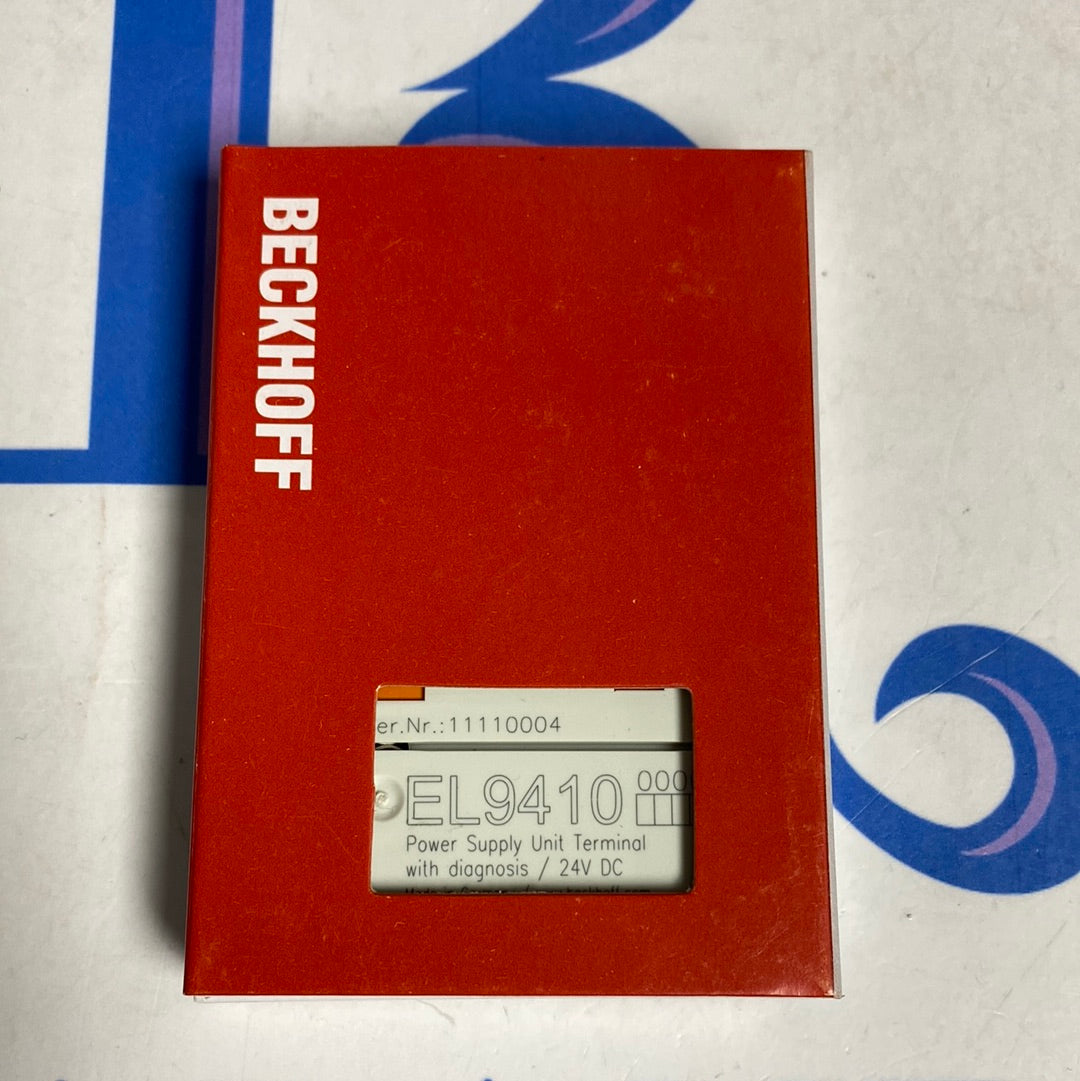 BECKHOFF
er.Nr.:11110004
EL9410 000
Power Supply Unit Terminal
with diagnosis / 24V DC